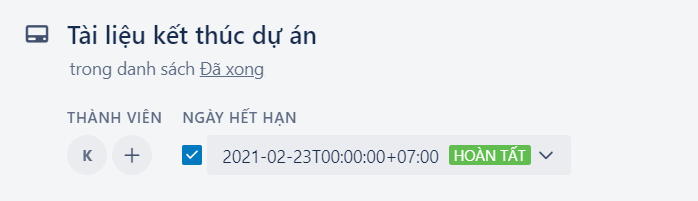 Tài liệu kết thúc dự án
trong danh sách Đã xong
THÀNH VIÊN NGÀY HẾT HẠN
K + 2021-02-23T00:00:00+07:00 HOÀN TẤT